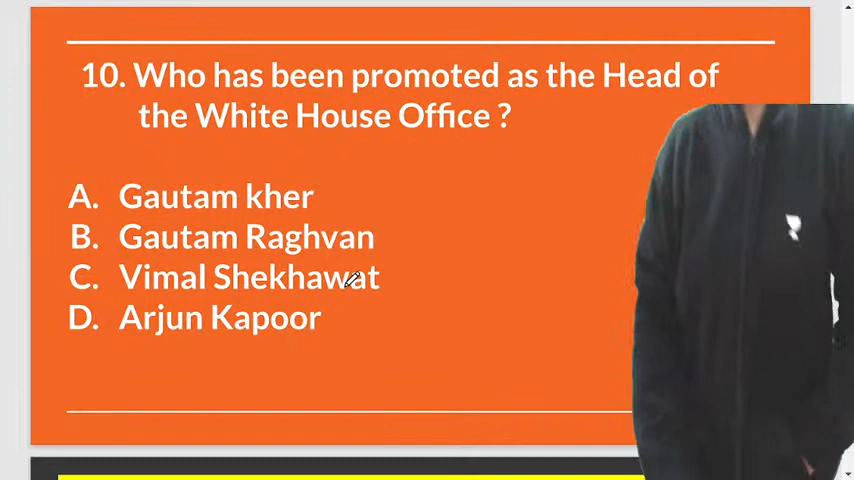 10. Who has been promoted as the Head of
the White House Office ?
A. Gautam kher
B. Gautam Raghvan
C. Vimal Shekhawat
D. Arjun Kapoor